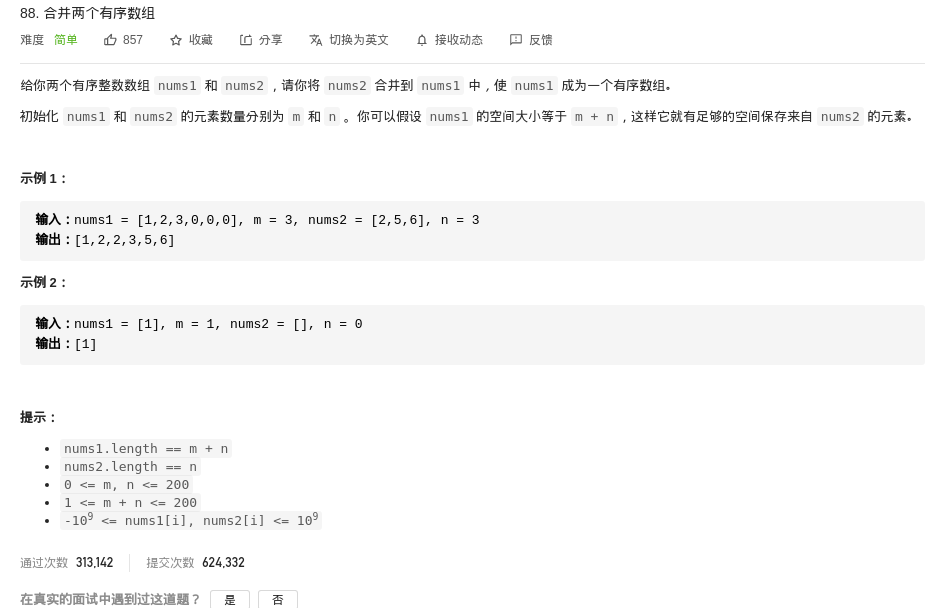 88. 合并两个有序数组
难度 简单 857 收藏 分享 切换为英文 接收动态 反馈
给你两个有序整数数组 nums1 和 nums2，请你将 nums2 合并到 nums1 中，使 nums1 成为一个有序数组。
初始化 nums1 和 nums2 的元素数量分别为 m 和 n 。你可以假设 nums1 的空间大小等于 m + n，这样它就有足够的空间保存来自 nums2 的元素。
示例 1：
输入：nums1 = [1,2,3,0,0,0], m = 3, nums2 = [2,5,6], n = 3
输出：[1,2,2,3,5,6]
示例 2：
输入：nums1 = [1], m = 1, nums2 = [], n = 0
输出：[1]
提示：
• nums1.length == m + n
• nums2.length == n
• 0 <= m, n <= 200
• 1 <= m + n <= 200
• -10⁹ <= nums1[i], nums2[i] <= 10⁹
通过次数 313,142 提交次数 624,332
在真实的面试中遇到过这道题？ 是 否